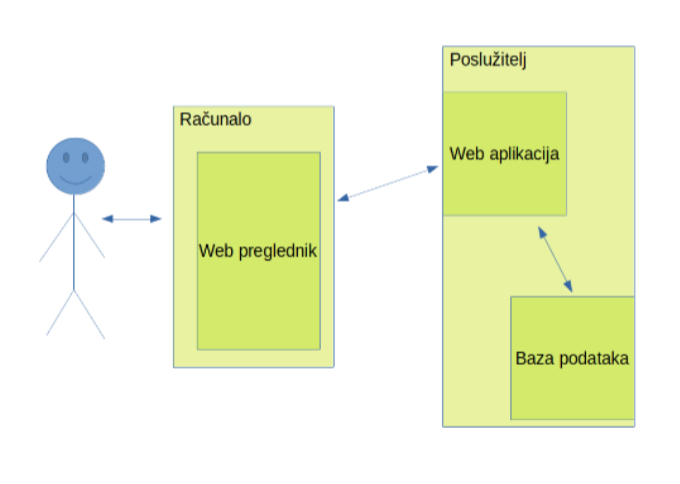 Poslužitelj
Računalo
Web aplikacija
Web preglednik
Baza podataka